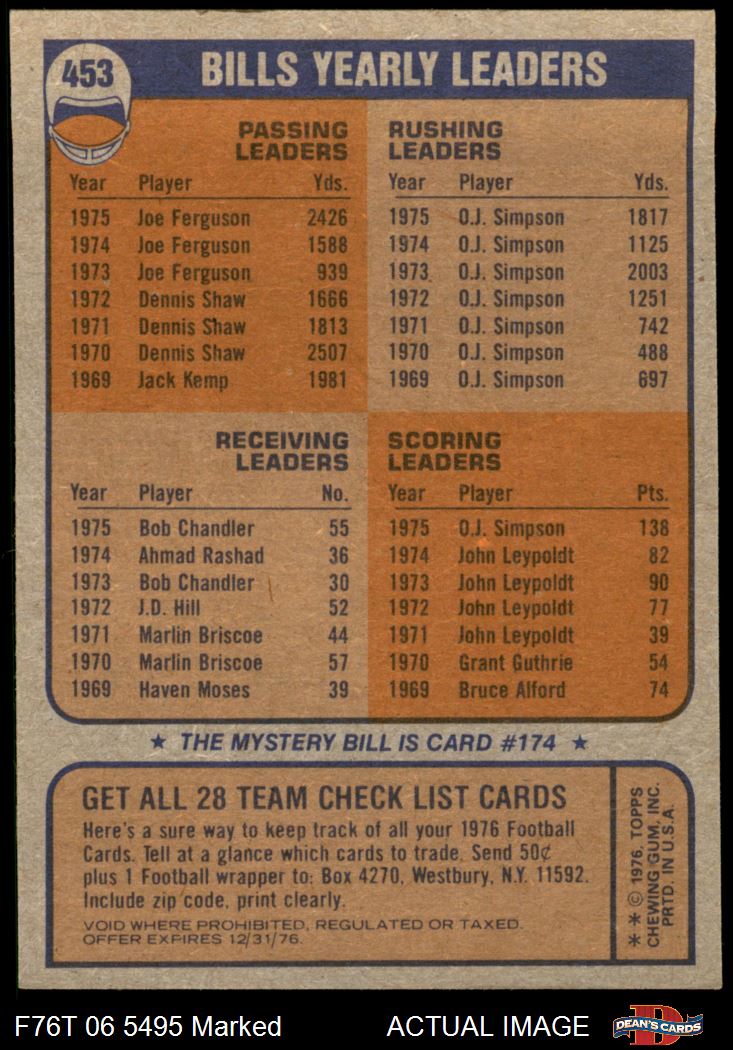 453
BILLS YEARLY LEADERS
PASSING
LEADERS
Year Player Yds.
1975 Joe Ferguson 2426
1974 Joe Ferguson 1588
1973 Joe Ferguson 939
1972 Dennis Shaw 1666
1971 Dennis Shaw 1813
1970 Dennis Shaw 2507
1969 Jack Kemp 1981
RUSHING
LEADERS
Year Player Yds.
1975 O.J. Simpson 1817
1974 O.J. Simpson 1125
1973 O.J. Simpson 2003
1972 O.J. Simpson 1251
1971 O.J. Simpson 742
1970 O.J. Simpson 488
1969 O.J. Simpson 697
RECEIVING
LEADERS
Year Player No.
1975 Bob Chandler 55
1974 Ahmad Rashad 36
1973 Bob Chandler 30
1972 J.D. Hill 52
1971 Marlin Briscoe 44
1970 Marlin Briscoe 57
1969 Haven Moses 39
SCORING
LEADERS
Year Player Pts.
1975 O.J. Simpson 138
1974 John Leypoldt 82
1973 John Leypoldt 90
1972 John Leypoldt 77
1971 John Leypoldt 39
1970 Grant Guthrie 54
1969 Bruce Alford 74
★ THE MYSTERY BILL IS CARD #174 ★
GET ALL 28 TEAM CHECK LIST CARDS
Here's a sure way to keep track of all your 1976 Football
Cards. Tell at a glance which cards to trade. Send 50¢
plus 1 Football wrapper to: Box 4270, Westbury, N.Y. 11592.
Include zip code, print clearly.
VOID WHERE PROHIBITED, REGULATED OR TAXED.
OFFER EXPIRES 12/31/76.
** © 1976, TOPPS
CHEWING GUM, INC.
PRTD. IN U.S.A.
F76T 06 5495 Marked
ACTUAL IMAGE
D
DEAN'S CARDS